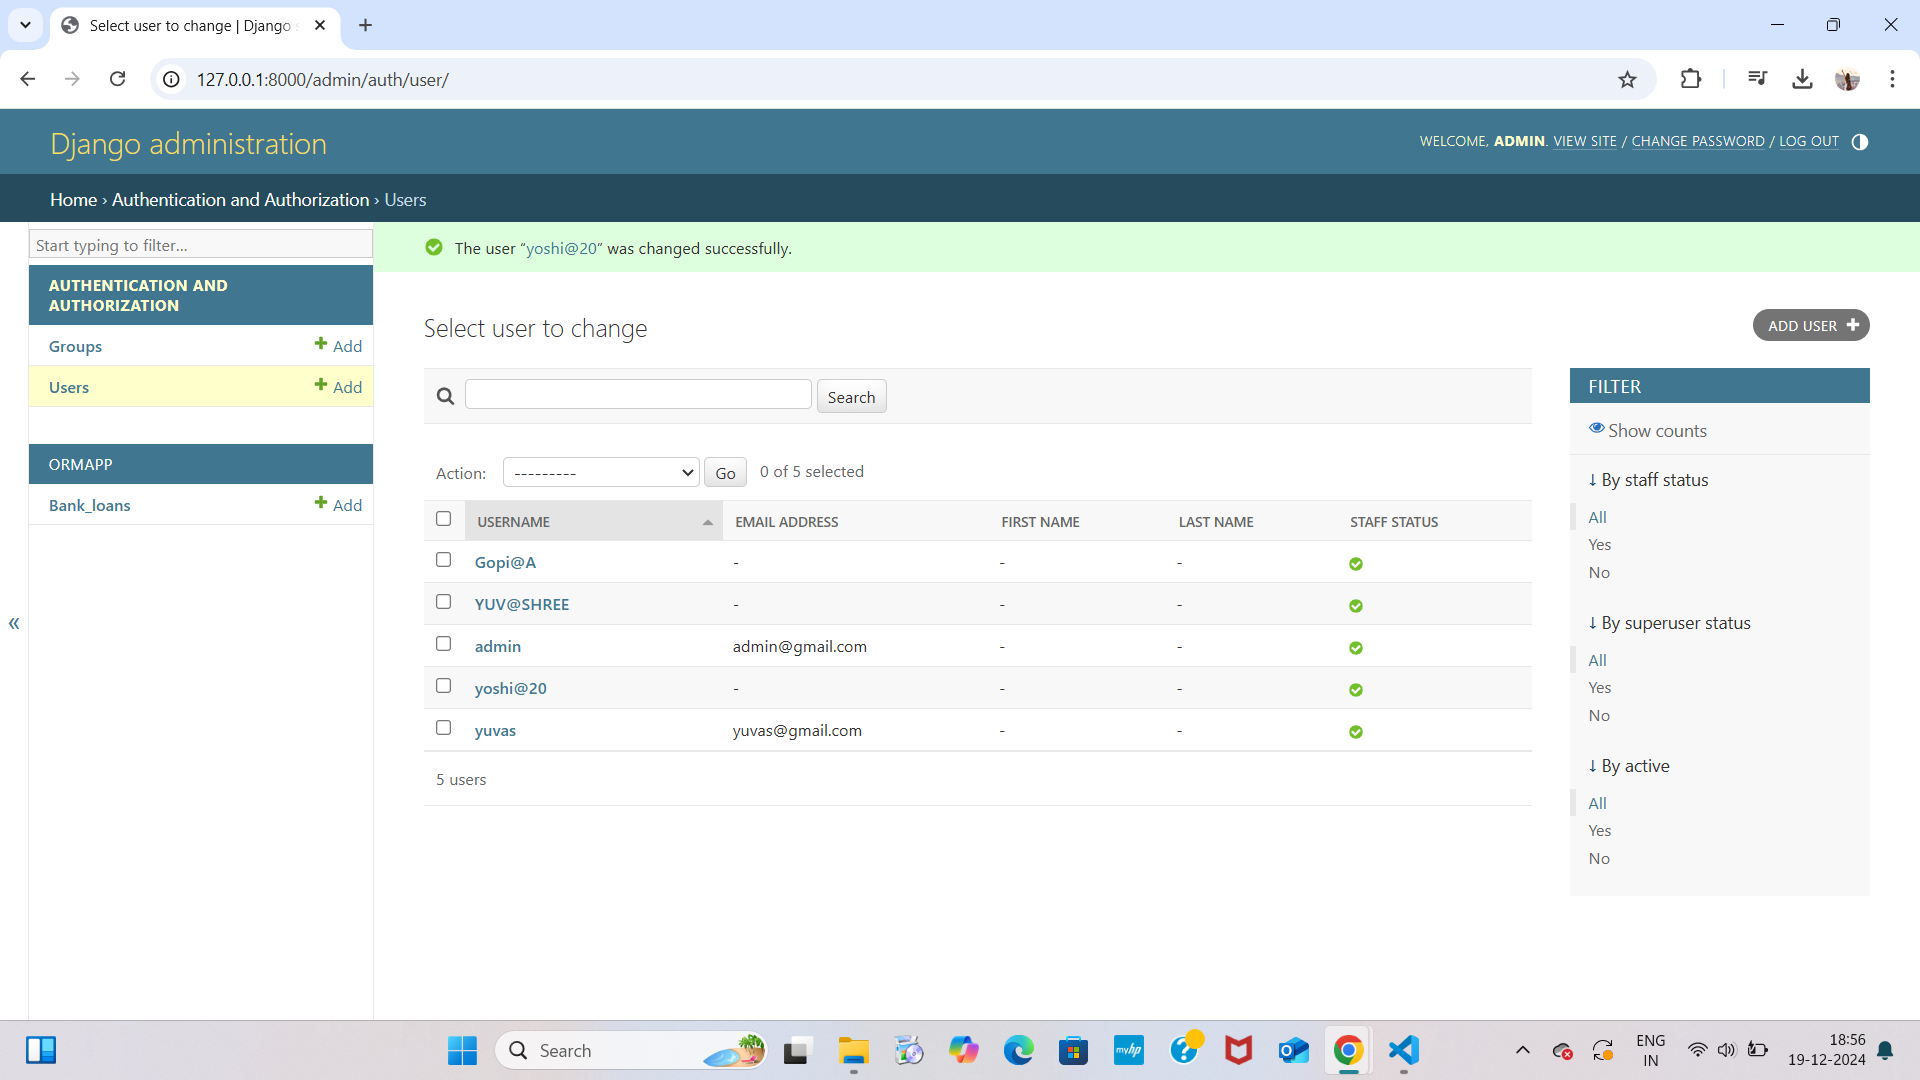 Select user to change | Django s
127.0.0.1:8000/admin/auth/user/
Django administration
WELCOME, ADMIN. VIEW SITE / CHANGE PASSWORD / LOG OUT
Home › Authentication and Authorization › Users
Start typing to filter...
The user “yoshi@20” was changed successfully.
AUTHENTICATION AND
AUTHORIZATION
Groups Add
Users Add
ORMAPP
Bank_loans Add
«
Select user to change
ADD USER
Search
Action: --------- Go 0 of 5 selected
USERNAME EMAIL ADDRESS FIRST NAME LAST NAME STAFF STATUS
Gopi@A - - -
YUV@SHREE - - -
admin admin@gmail.com - -
yoshi@20 - - -
yuvas yuvas@gmail.com - -
5 users
FILTER
Show counts
↓ By staff status
All
Yes
No
↓ By superuser status
All
Yes
No
↓ By active
All
Yes
No
Search
myhp
ENG
IN
18:56
19-12-2024